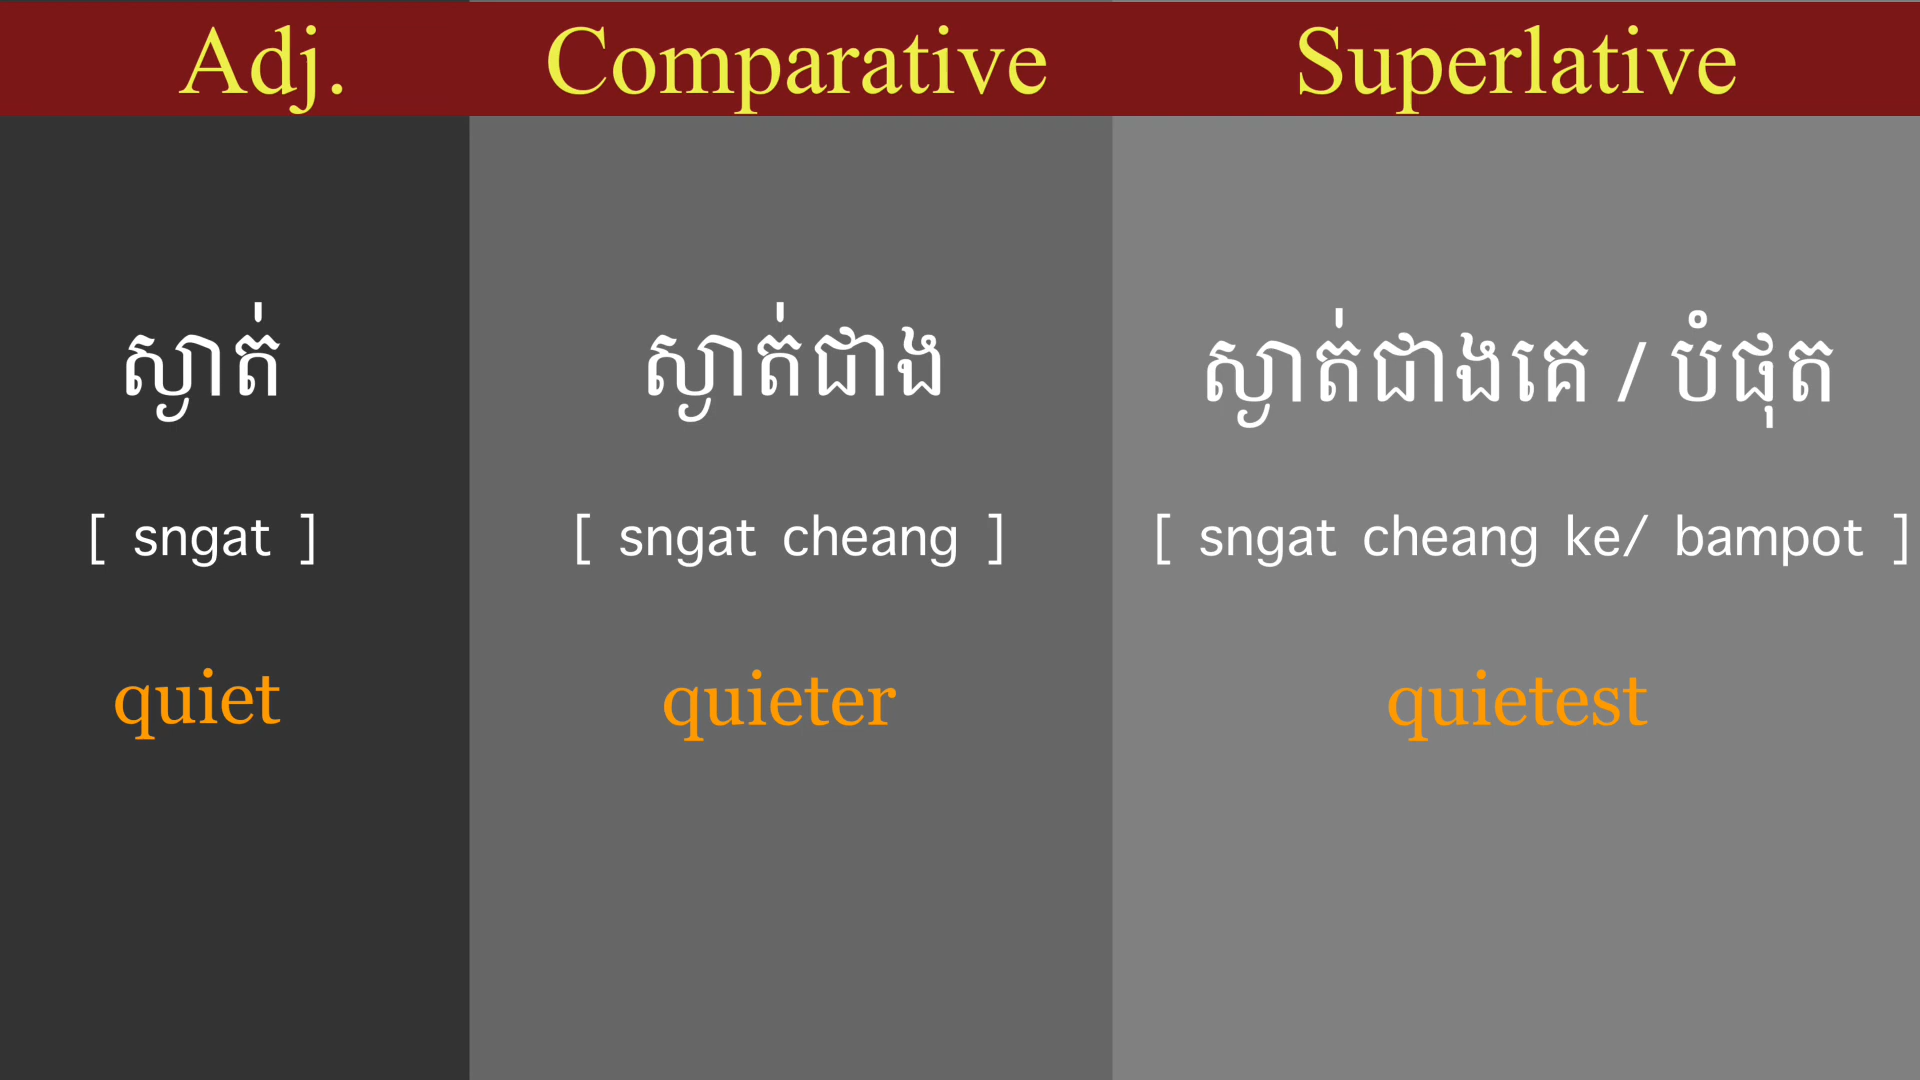 Adj. Comparative Superlative
ស្ងាត់ ស្ងាត់ជាង ស្ងាត់ជាងគេ / បំផុត
[ sngat ] [ sngat cheang ] [ sngat cheang ke/ bampot ]
quiet quieter quietest